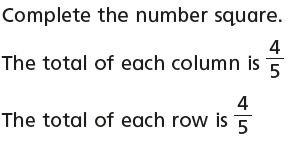 Complete the number square.
The total of each column is 4/5
The total of each row is 4/5